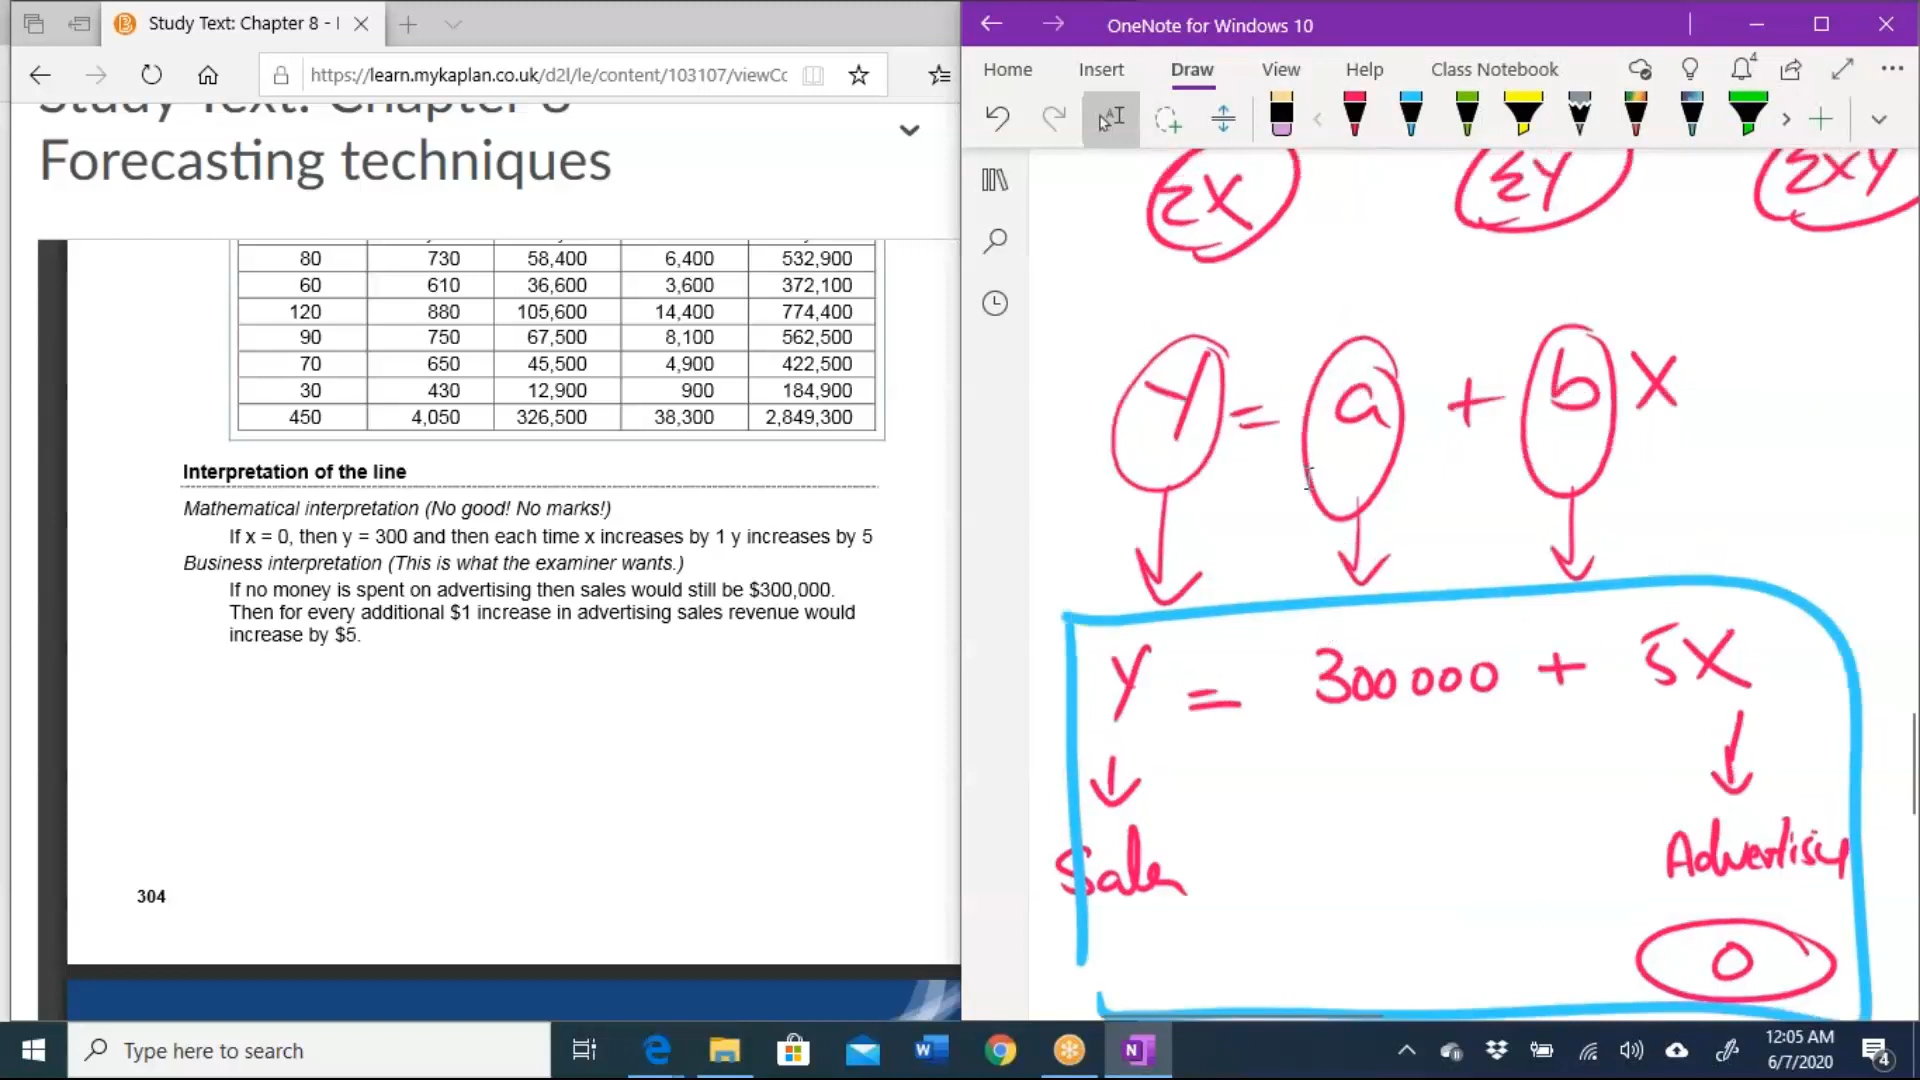 Study Text: Chapter 8 - I
OneNote for Windows 10
https://learn.mykaplan.co.uk/d2l/le/content/103107/viewCc
Home Insert Draw View Help Class Notebook
4
Study Text: Chapter 8
Forecasting techniques
80 730 58,400 6,400 532,900
60 610 36,600 3,600 372,100
120 880 105,600 14,400 774,400
90 750 67,500 8,100 562,500
70 650 45,500 4,900 422,500
30 430 12,900 900 184,900
450 4,050 326,500 38,300 2,849,300
Interpretation of the line
Mathematical interpretation (No good! No marks!)
If x = 0, then y = 300 and then each time x increases by 1 y increases by 5
Business interpretation (This is what the examiner wants.)
If no money is spent on advertising then sales would still be $300,000.
Then for every additional $1 increase in advertising sales revenue would
increase by $5.
304
ΣX ΣY ΣXY
Y = a + b X
Y = 300 000 + 5X
Sales Advertising
0
Type here to search
12:05 AM
6/7/2020
4